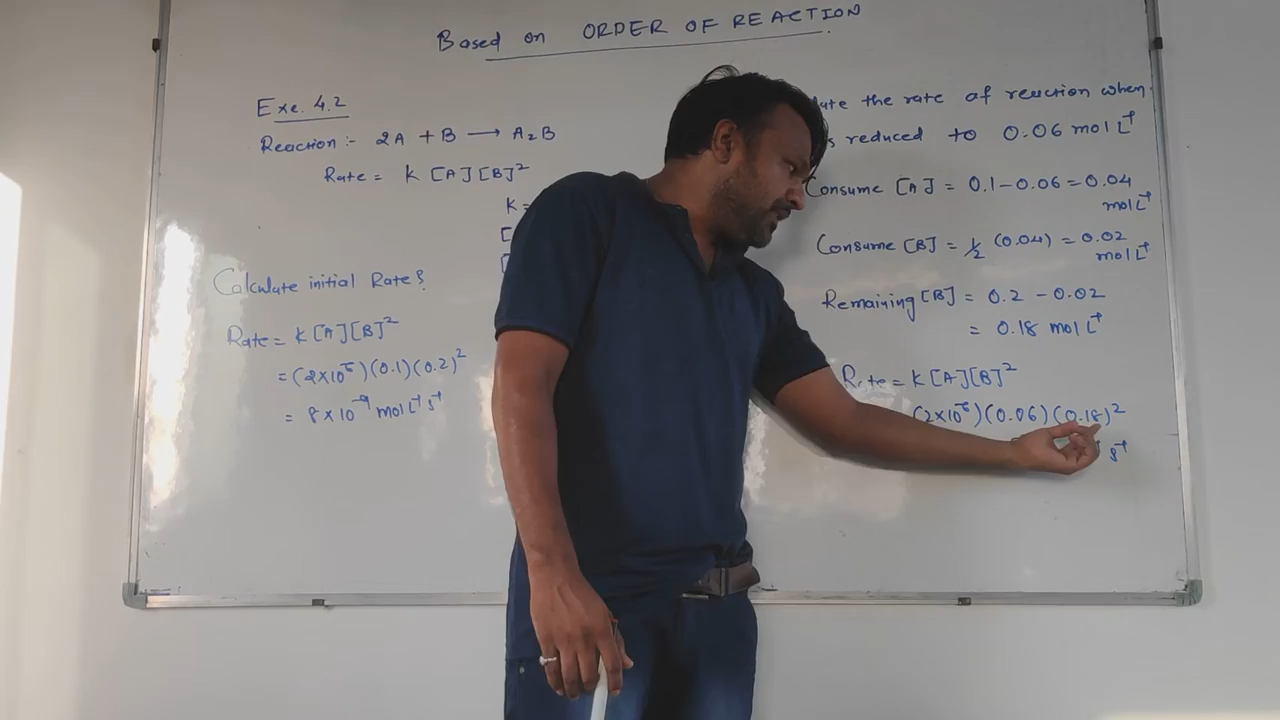 Based on ORDER OF REACTION
Exe. 4.2
Reaction :- 2A + B ⟶ A₂B
Rate = K [A][B]²
K =
[
[
Calculate initial Rate?
Rate = K[A][B]²
= (2×10⁻⁶)(0.1)(0.2)²
= 8 × 10⁻⁹ mol L⁻¹ s⁻¹
the rate of reaction when
reduced to 0.06 mol L⁻¹
Consume [A] = 0.1 – 0.06 = 0.04
mol L⁻¹
Consume [B] = 1/2 (0.04) = 0.02
mol L⁻¹
Remaining [B] = 0.2 – 0.02
= 0.18 mol L⁻¹
Rate = K[A][B]²
(2×10⁻⁶)(0.06)(0.18)²
s⁻¹